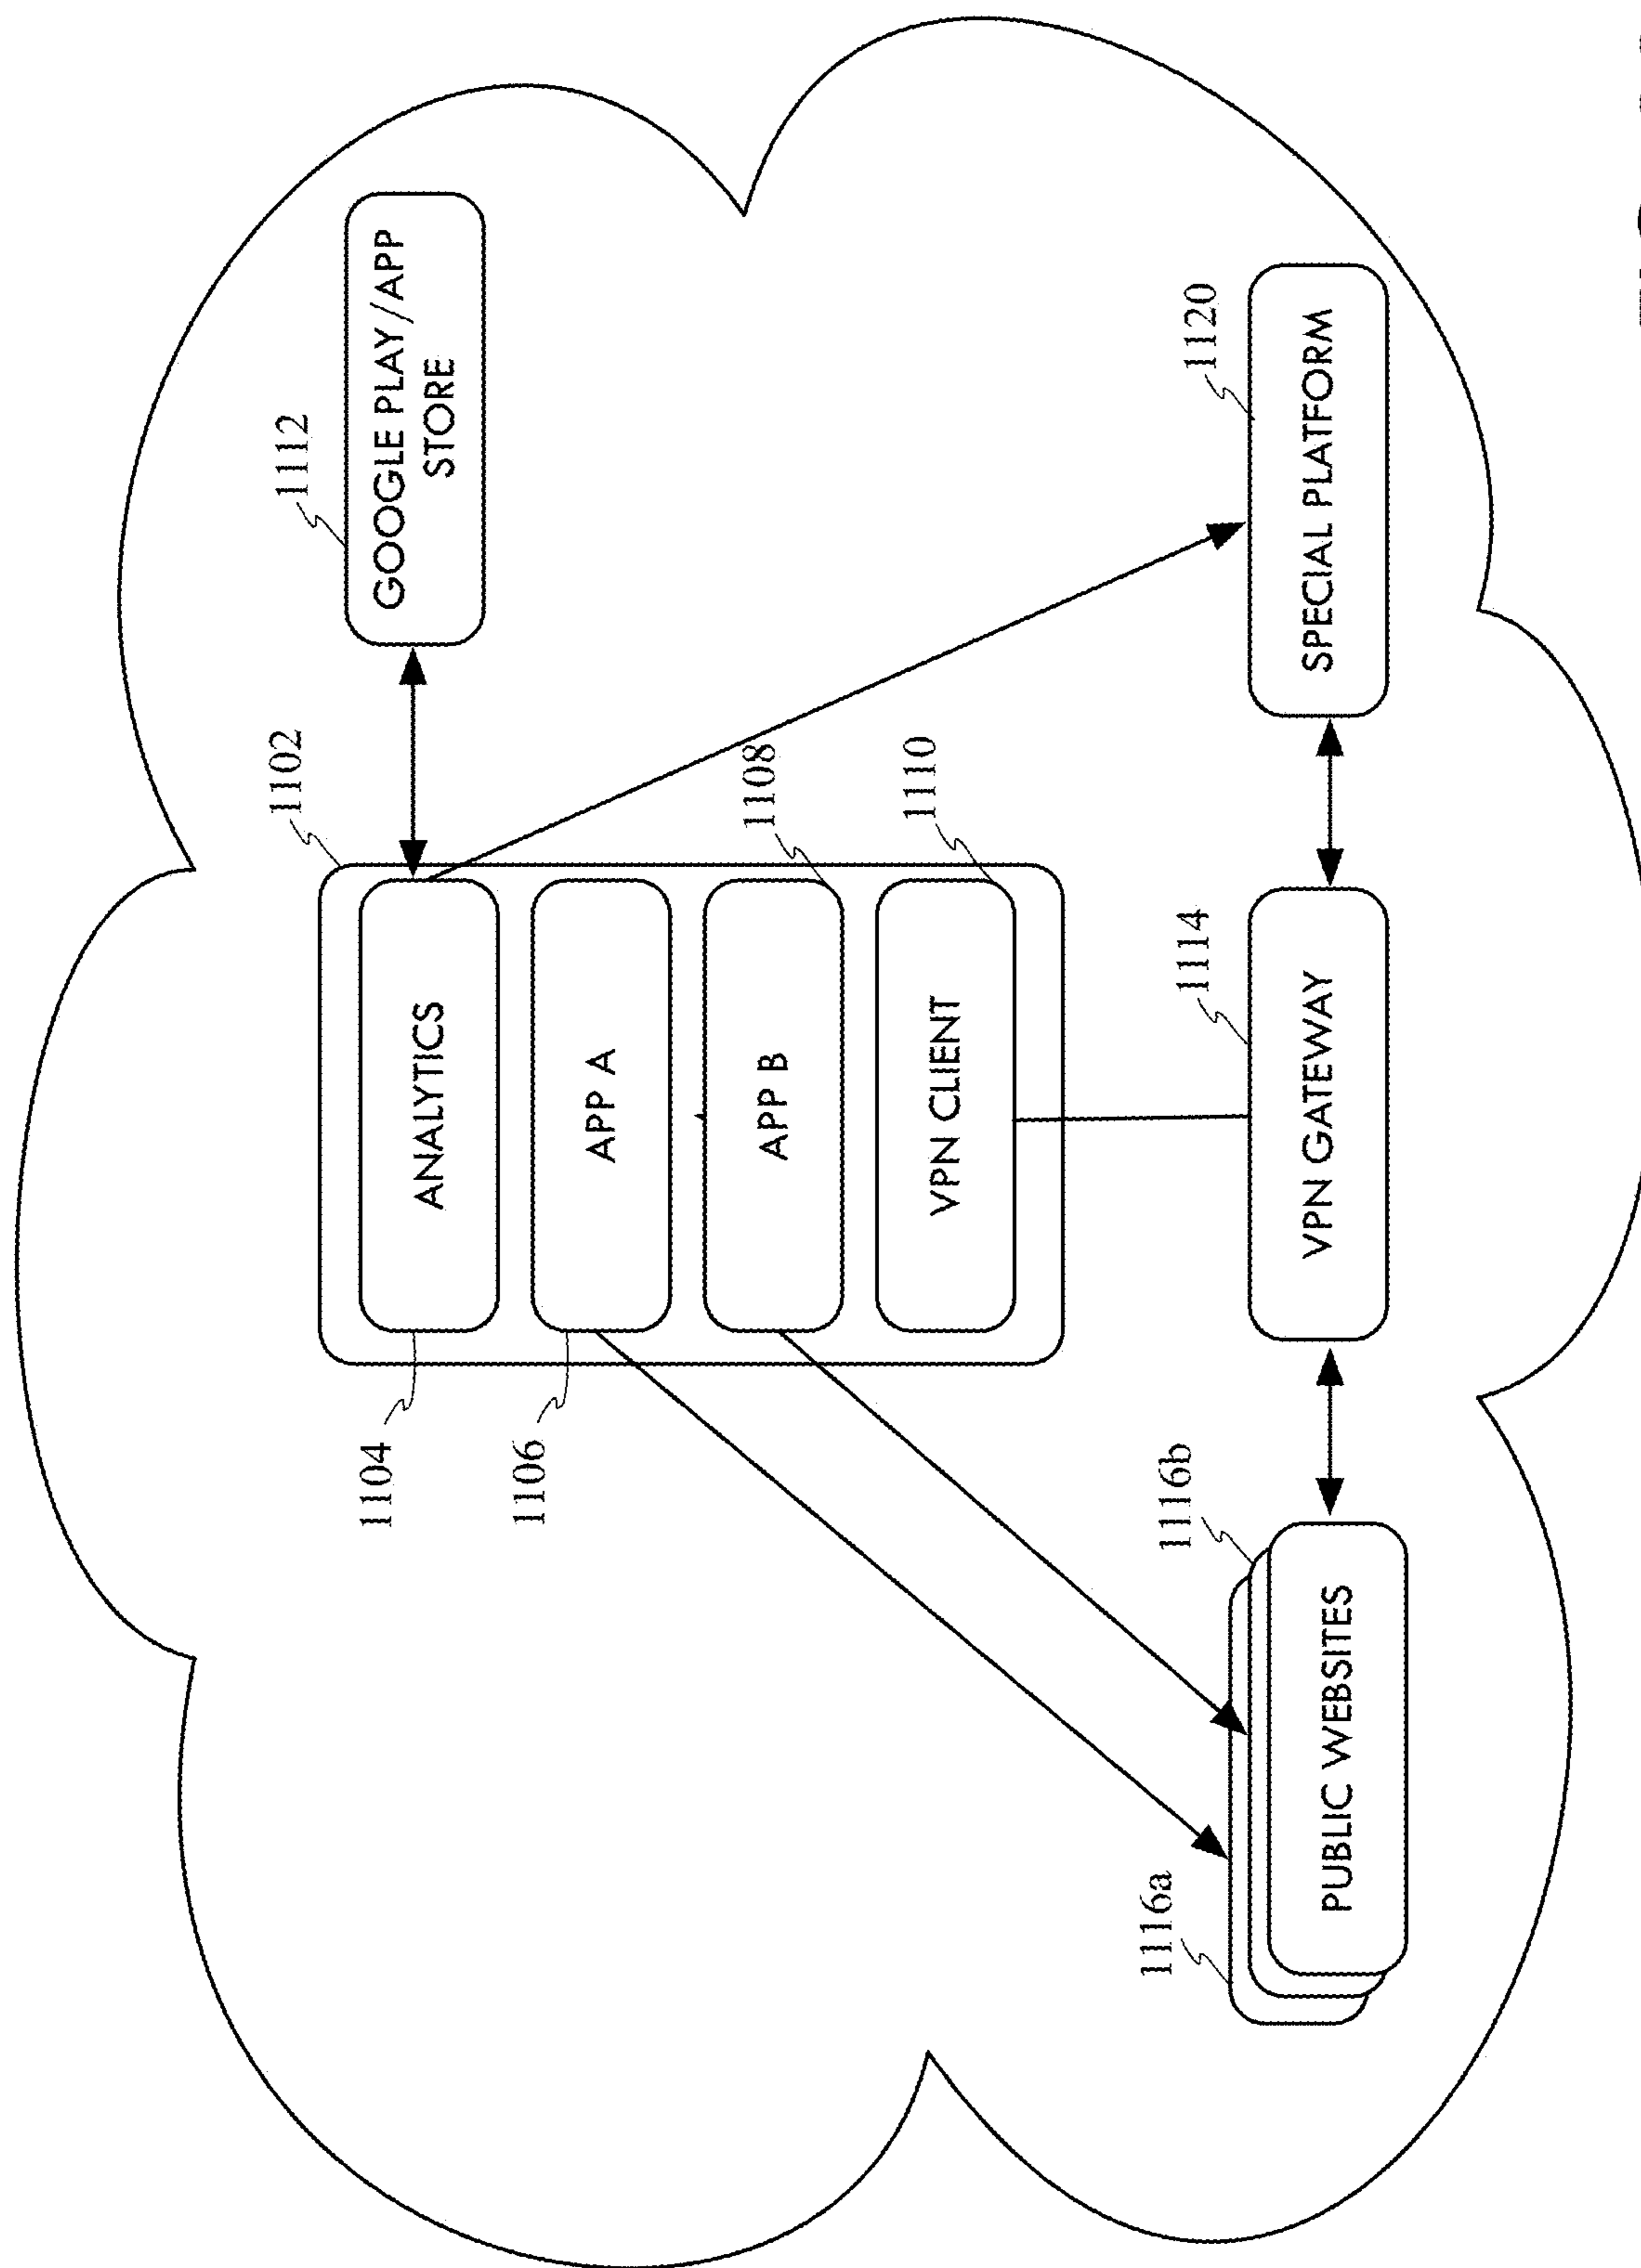 1112
GOOGLE PLAY/APP
STORE
1102
1104
ANALYTICS
1106
APP A
1108
APP B
1110
VPN CLIENT
1116a
1116b
PUBLIC WEBSITES
1114
VPN GATEWAY
1120
SPECIAL PLATFORM